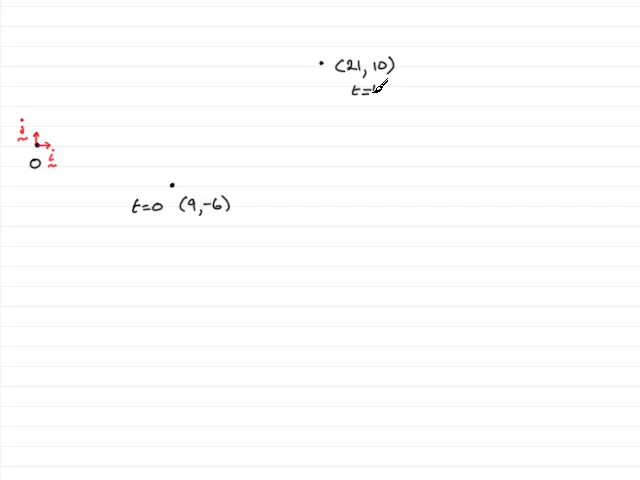 (21, 10)
t=
j
i
O
t=0 (9,-6)